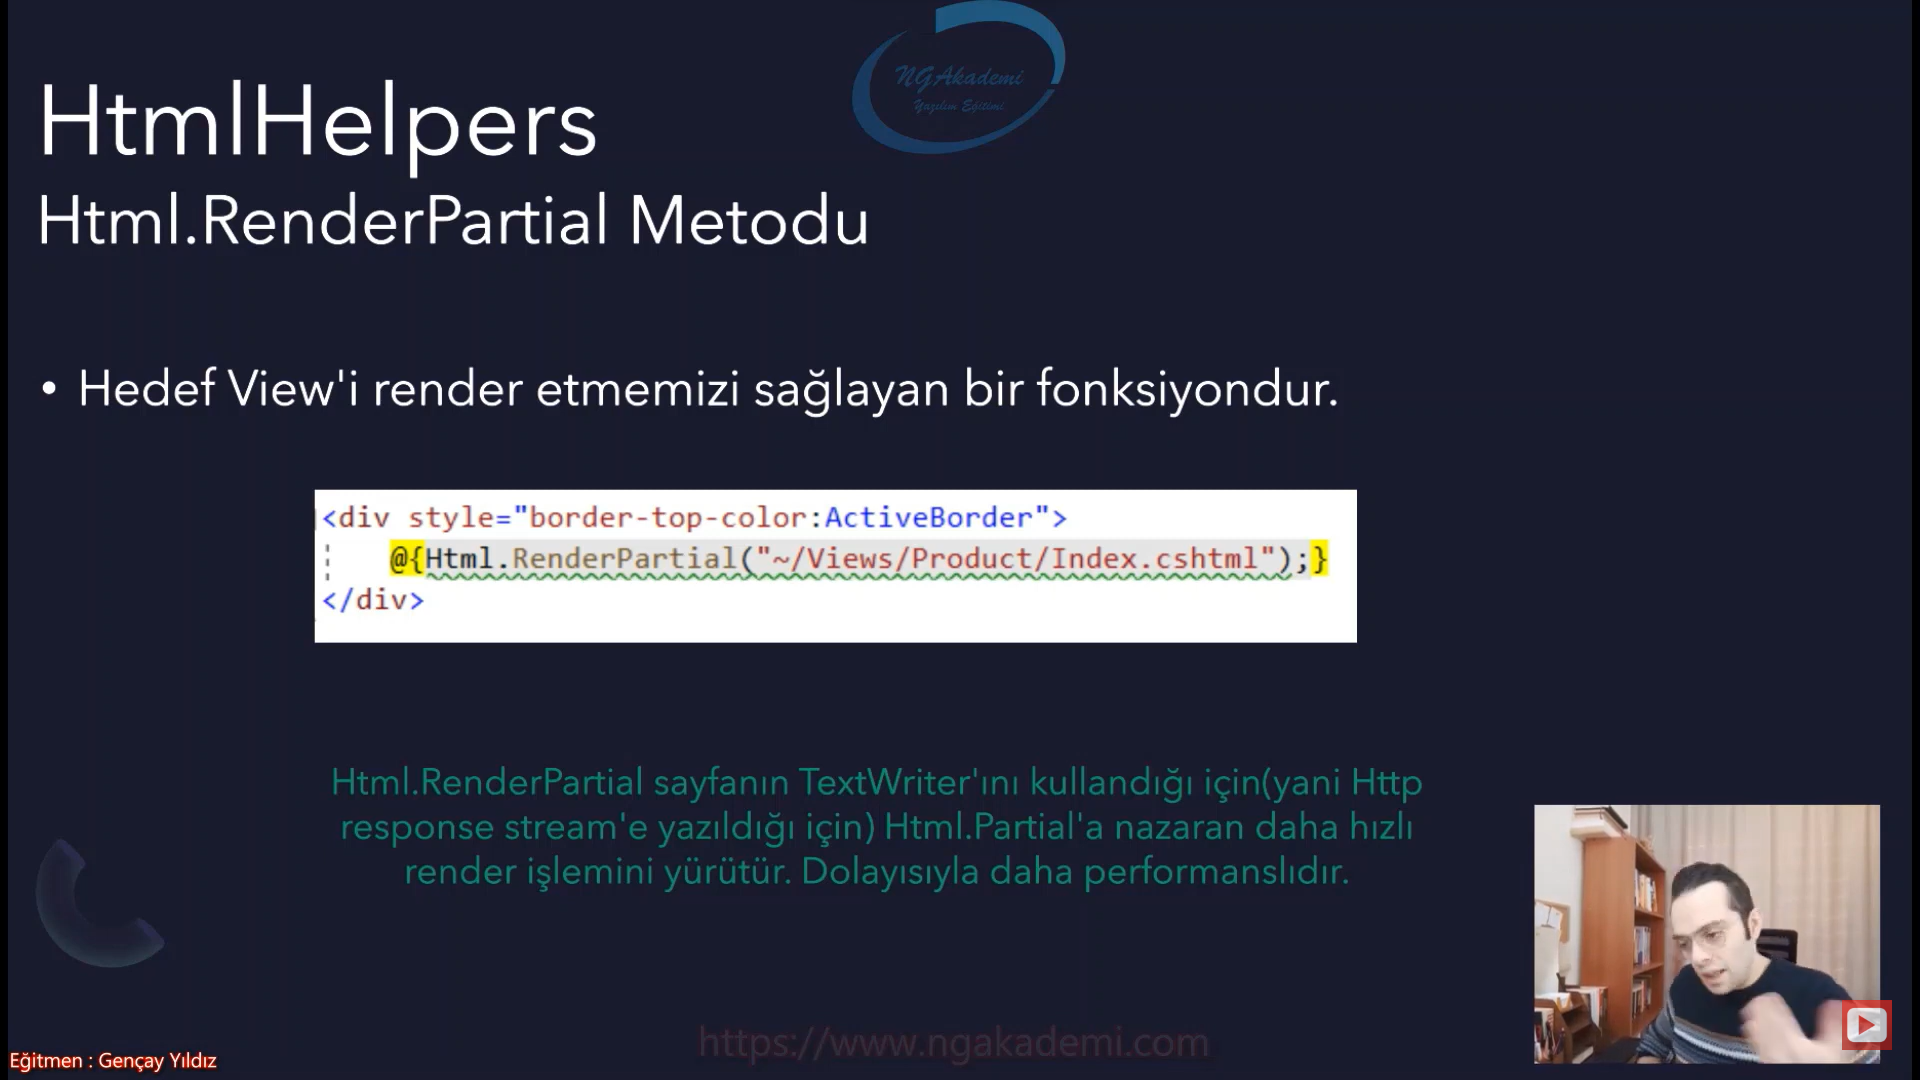 NGAkademi
Yazılım Eğitimi
HtmlHelpers
Html.RenderPartial Metodu
• Hedef View'i render etmemizi sağlayan bir fonksiyondur.
<div style="border-top-color:ActiveBorder">
@{Html.RenderPartial("~/Views/Product/Index.cshtml");}
</div>
Html.RenderPartial sayfanın TextWriter'ını kullandığı için(yani Http
response stream'e yazıldığı için) Html.Partial'a nazaran daha hızlı
render işlemini yürütür. Dolayısıyla daha performanslıdır.
https://www.ngakademi.com
Eğitmen : Gençay Yıldız